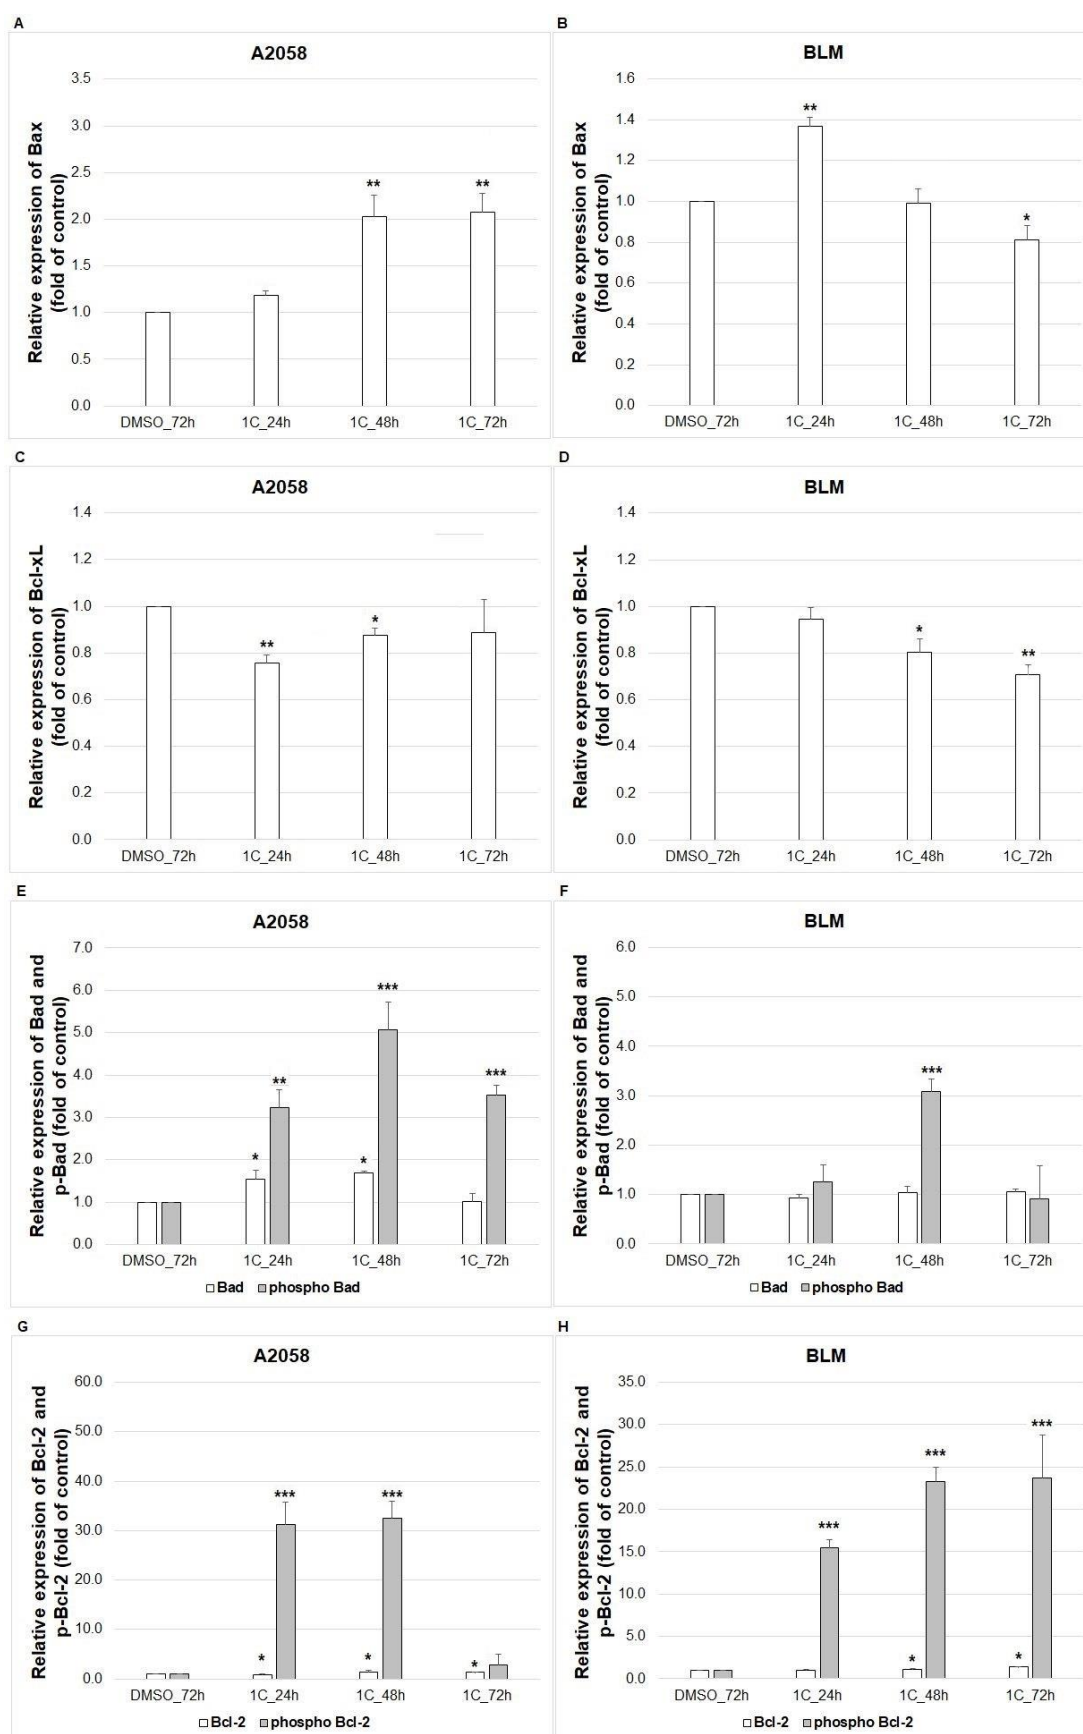 A
A2058
Relative expression of Bax
(fold of control)
3.5
3.0
2.5
2.0
1.5
1.0
0.5
0.0
**
**
DMSO_72h 1C_24h 1C_48h 1C_72h
B
BLM
Relative expression of Bax
(fold of control)
1.6
1.4
1.2
1.0
0.8
0.6
0.4
0.2
0.0
**
*
DMSO_72h 1C_24h 1C_48h 1C_72h
C
A2058
Relative expression of Bcl-xL
(fold of control)
1.4
1.2
1.0
0.8
0.6
0.4
0.2
0.0
**
*
DMSO_72h 1C_24h 1C_48h 1C_72h
D
BLM
Relative expression of Bcl-xL
(fold of control)
1.4
1.2
1.0
0.8
0.6
0.4
0.2
0.0
*
**
DMSO_72h 1C_24h 1C_48h 1C_72h
E
A2058
Relative expression of Bad and
p-Bad (fold of control)
7.0
6.0
5.0
4.0
3.0
2.0
1.0
0.0
*
**
*
***
***
DMSO_72h 1C_24h 1C_48h 1C_72h
Bad phospho Bad
F
BLM
Relative expression of Bad and
p-Bad (fold of control)
6.0
5.0
4.0
3.0
2.0
1.0
0.0
***
DMSO_72h 1C_24h 1C_48h 1C_72h
Bad phospho Bad
G
A2058
Relative expression of Bcl-2 and
p-Bcl-2 (fold of control)
60.0
50.0
40.0
30.0
20.0
10.0
0.0
*
***
*
***
*
DMSO_72h 1C_24h 1C_48h 1C_72h
Bcl-2 phospho Bcl-2
H
BLM
Relative expression of Bcl-2 and
p-Bcl-2 (fold of control)
35.0
30.0
25.0
20.0
15.0
10.0
5.0
0.0
***
*
***
*
***
DMSO_72h 1C_24h 1C_48h 1C_72h
Bcl-2 phospho Bcl-2